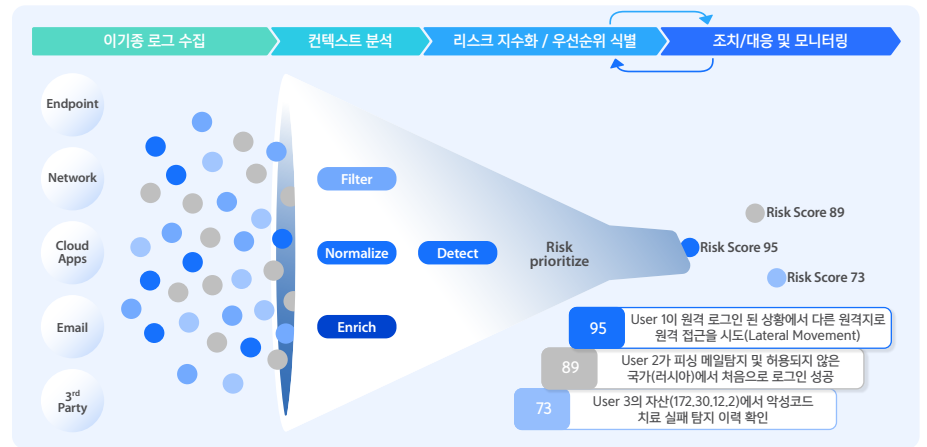 이기종 로그 수집
컨텍스트 분석
리스크 지수화 / 우선순위 식별
조치/대응 및 모니터링
Endpoint
Network
Cloud
Apps
Email
3rd
Party
Filter
Normalize
Enrich
Detect
Risk
prioritize
Risk Score 89
Risk Score 95
Risk Score 73
95
User 1이 원격 로그인 된 상황에서 다른 원격지로
원격 접근을 시도(Lateral Movement)
89
User 2가 피싱 메일탐지 및 허용되지 않은
국가(러시아)에서 처음으로 로그인 성공
73
User 3의 자산(172,30.12.2)에서 악성코드
치료 실패 탐지 이력 확인